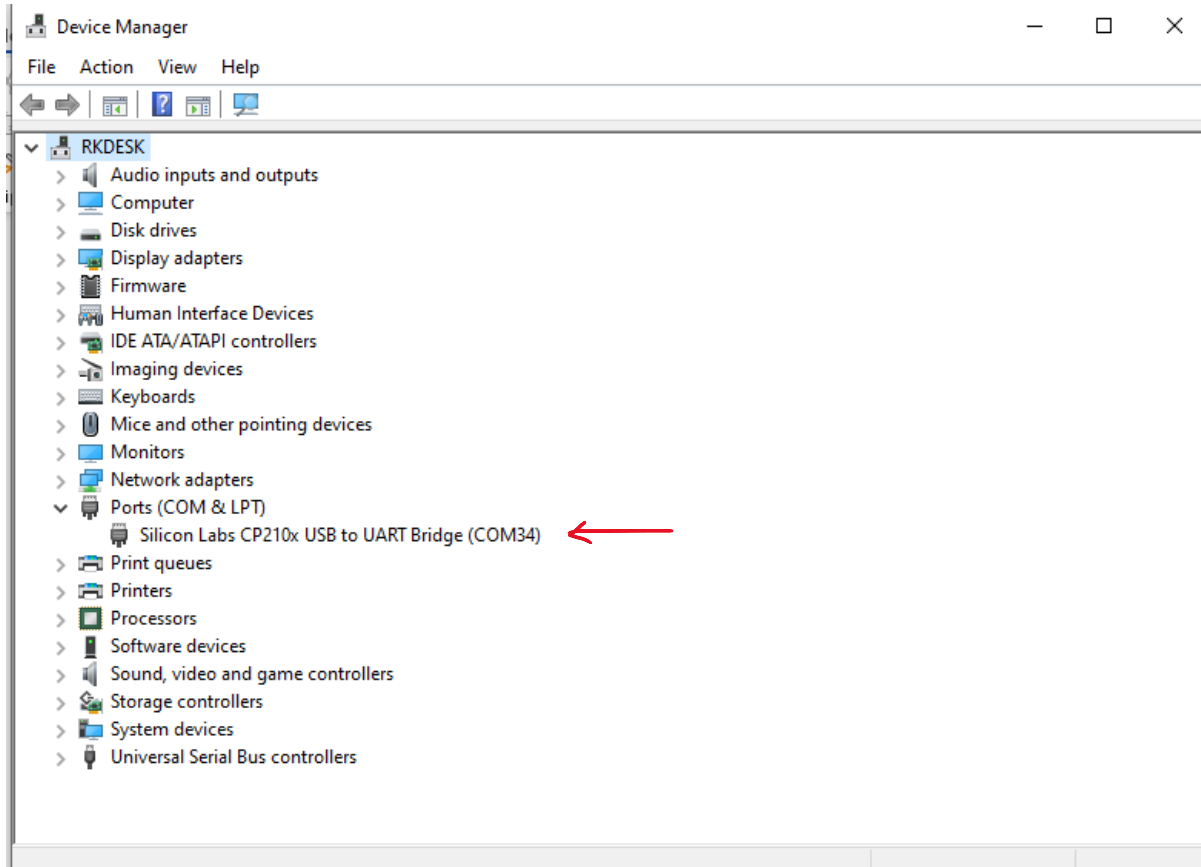 Device Manager
File Action View Help
RKDESK
Audio inputs and outputs
Computer
Disk drives
Display adapters
Firmware
Human Interface Devices
IDE ATA/ATAPI controllers
Imaging devices
Keyboards
Mice and other pointing devices
Monitors
Network adapters
Ports (COM & LPT)
Silicon Labs CP210x USB to UART Bridge (COM34)
Print queues
Printers
Processors
Software devices
Sound, video and game controllers
Storage controllers
System devices
Universal Serial Bus controllers